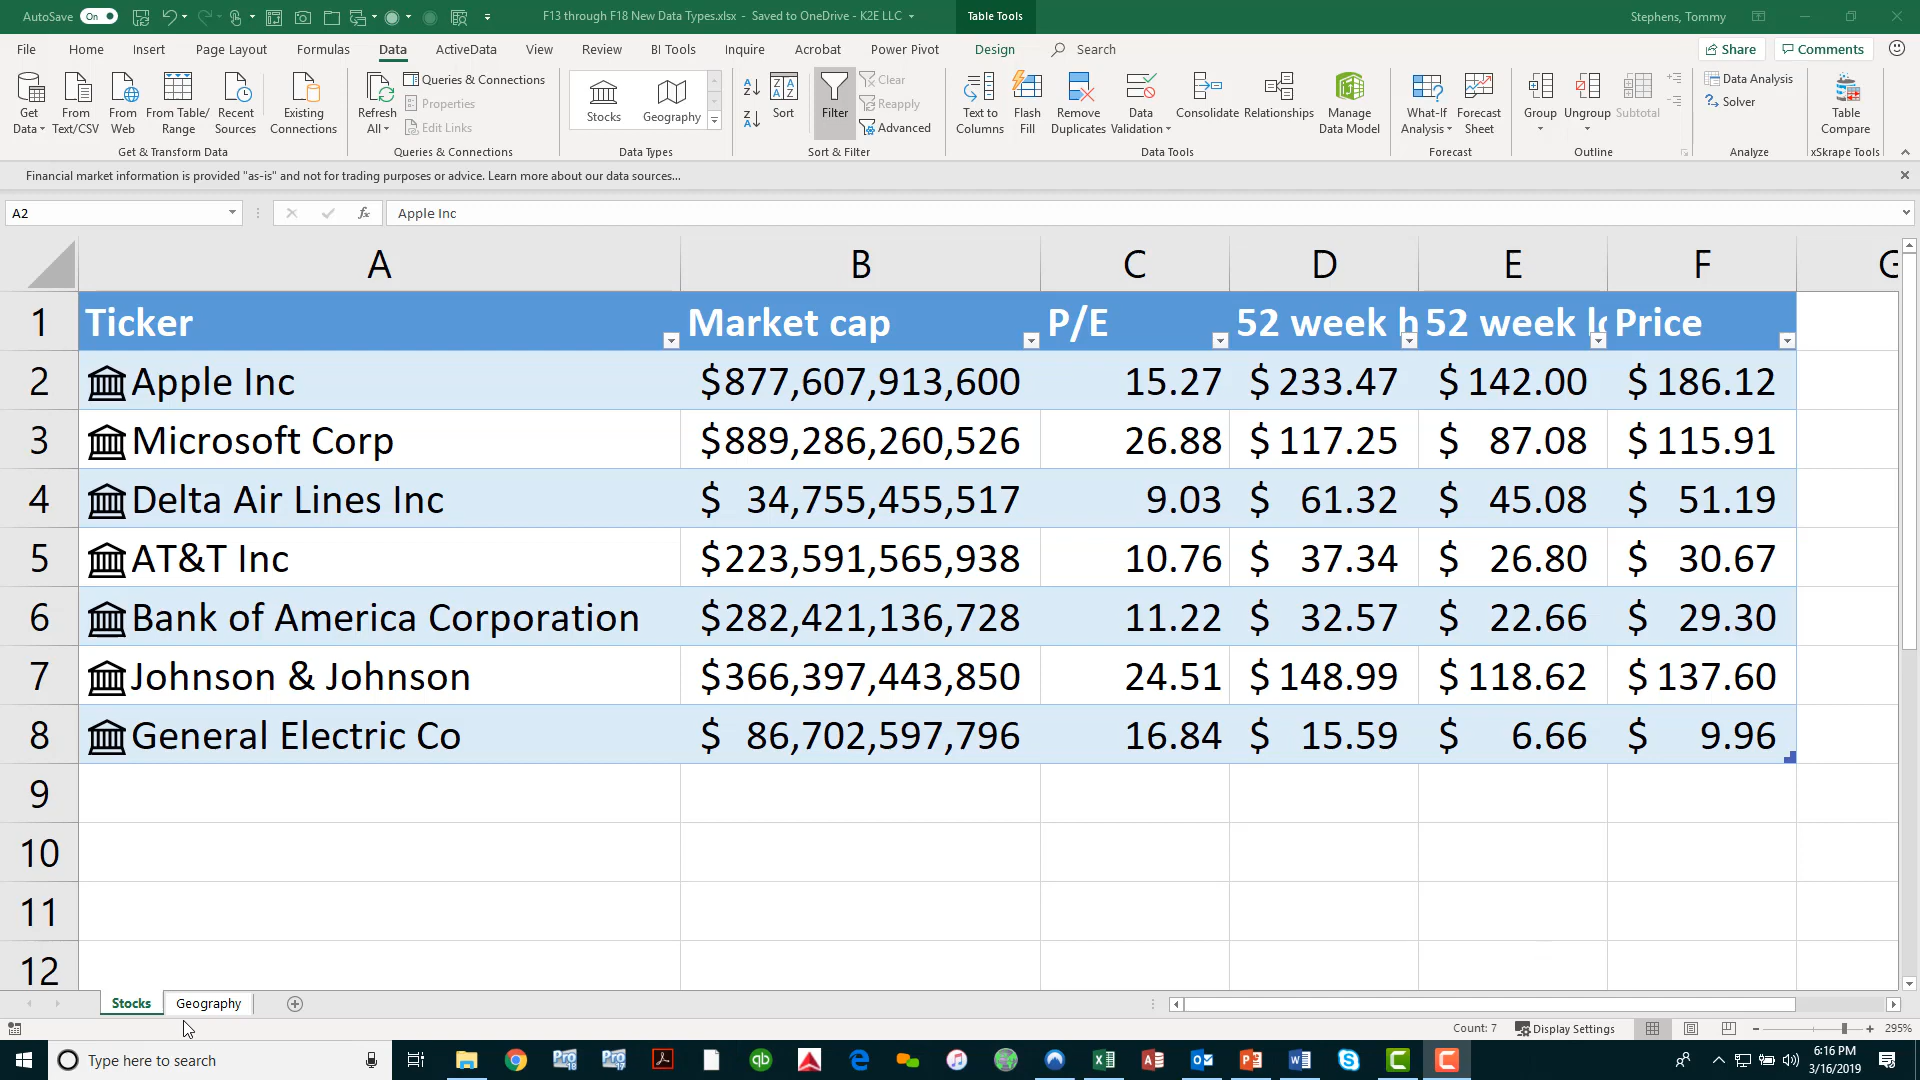 AutoSave On F13 through F18 New Data Types.xlsx - Saved to OneDrive - K2E LLC Table Tools Stephens, Tommy
File Home Insert Page Layout Formulas Data ActiveData View Review BI Tools Inquire Acrobat Power Pivot Design Search Share Comments
Get Data From Text/CSV From Web From Table/ Range Recent Sources Existing Connections
Get & Transform Data
Refresh All Queries & Connections
Properties
Edit Links
Queries & Connections
Stocks Geography
Data Types
Sort Filter Clear
Reapply
Advanced
Sort & Filter
Text to Columns Flash Fill Remove Duplicates Data Validation Consolidate Relationships Manage Data Model
Data Tools
What-If Analysis Forecast Sheet
Forecast
Group Ungroup Subtotal
Outline
Data Analysis
Solver
Analyze
Table Compare
xSkrape Tools
Financial market information is provided "as-is" and not for trading purposes or advice. Learn more about our data sources...
A2 fx Apple Inc
A B C D E F G
1 Ticker Market cap P/E 52 week h 52 week lo Price
2 Apple Inc $877,607,913,600 15.27 $ 233.47 $ 142.00 $ 186.12
3 Microsoft Corp $889,286,260,526 26.88 $ 117.25 $ 87.08 $ 115.91
4 Delta Air Lines Inc $ 34,755,455,517 9.03 $ 61.32 $ 45.08 $ 51.19
5 AT&T Inc $223,591,565,938 10.76 $ 37.34 $ 26.80 $ 30.67
6 Bank of America Corporation $282,421,136,728 11.22 $ 32.57 $ 22.66 $ 29.30
7 Johnson & Johnson $366,397,443,850 24.51 $ 148.99 $ 118.62 $ 137.60
8 General Electric Co $ 86,702,597,796 16.84 $ 15.59 $ 6.66 $ 9.96
9
10
11
12
Stocks Geography
Count: 7 Display Settings 295%
Type here to search 6:16 PM
3/16/2019